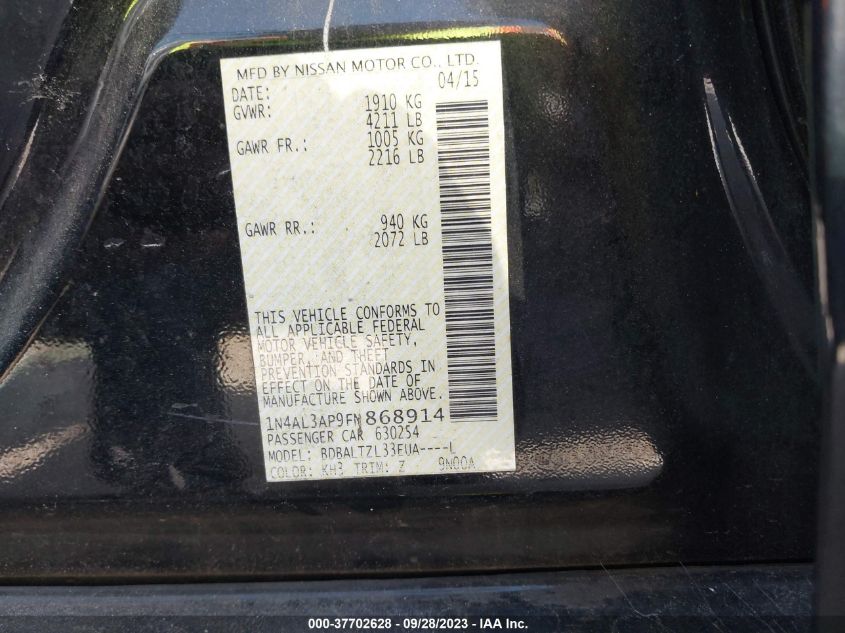 MFD BY NISSAN MOTOR CO., LTD.
DATE: 04/15
GVWR: 1910 KG
4211 LB
GAWR FR.: 1005 KG
2216 LB
GAWR RR.: 940 KG
2072 LB
THIS VEHICLE CONFORMS TO
ALL APPLICABLE FEDERAL
MOTOR VEHICLE SAFETY,
BUMPER, AND THEFT
PREVENTION STANDARDS IN
EFFECT ON THE DATE OF
MANUFACTURE SHOWN ABOVE.
1N4AL3AP9FN868914
PASSENGER CAR 630254
MODEL: BDBALTZL33EUA----L
COLOR: KH3 TRIM: Z 9N00A
000-37702628 - 09/28/2023 - IAA Inc.